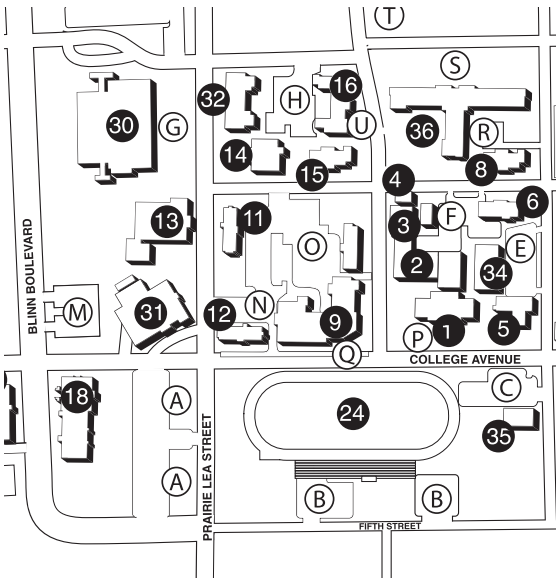 T
S
32
H
16
30
G
U
36
R
14
15
8
4
6
13
11
3
F
O
2
E
34
BLINN BOULEVARD
M
31
N
12
9
P
1
5
Q
COLLEGE AVENUE
18
A
24
C
35
PRAIRIE LEA STREET
A
B
B
FIFTH STREET